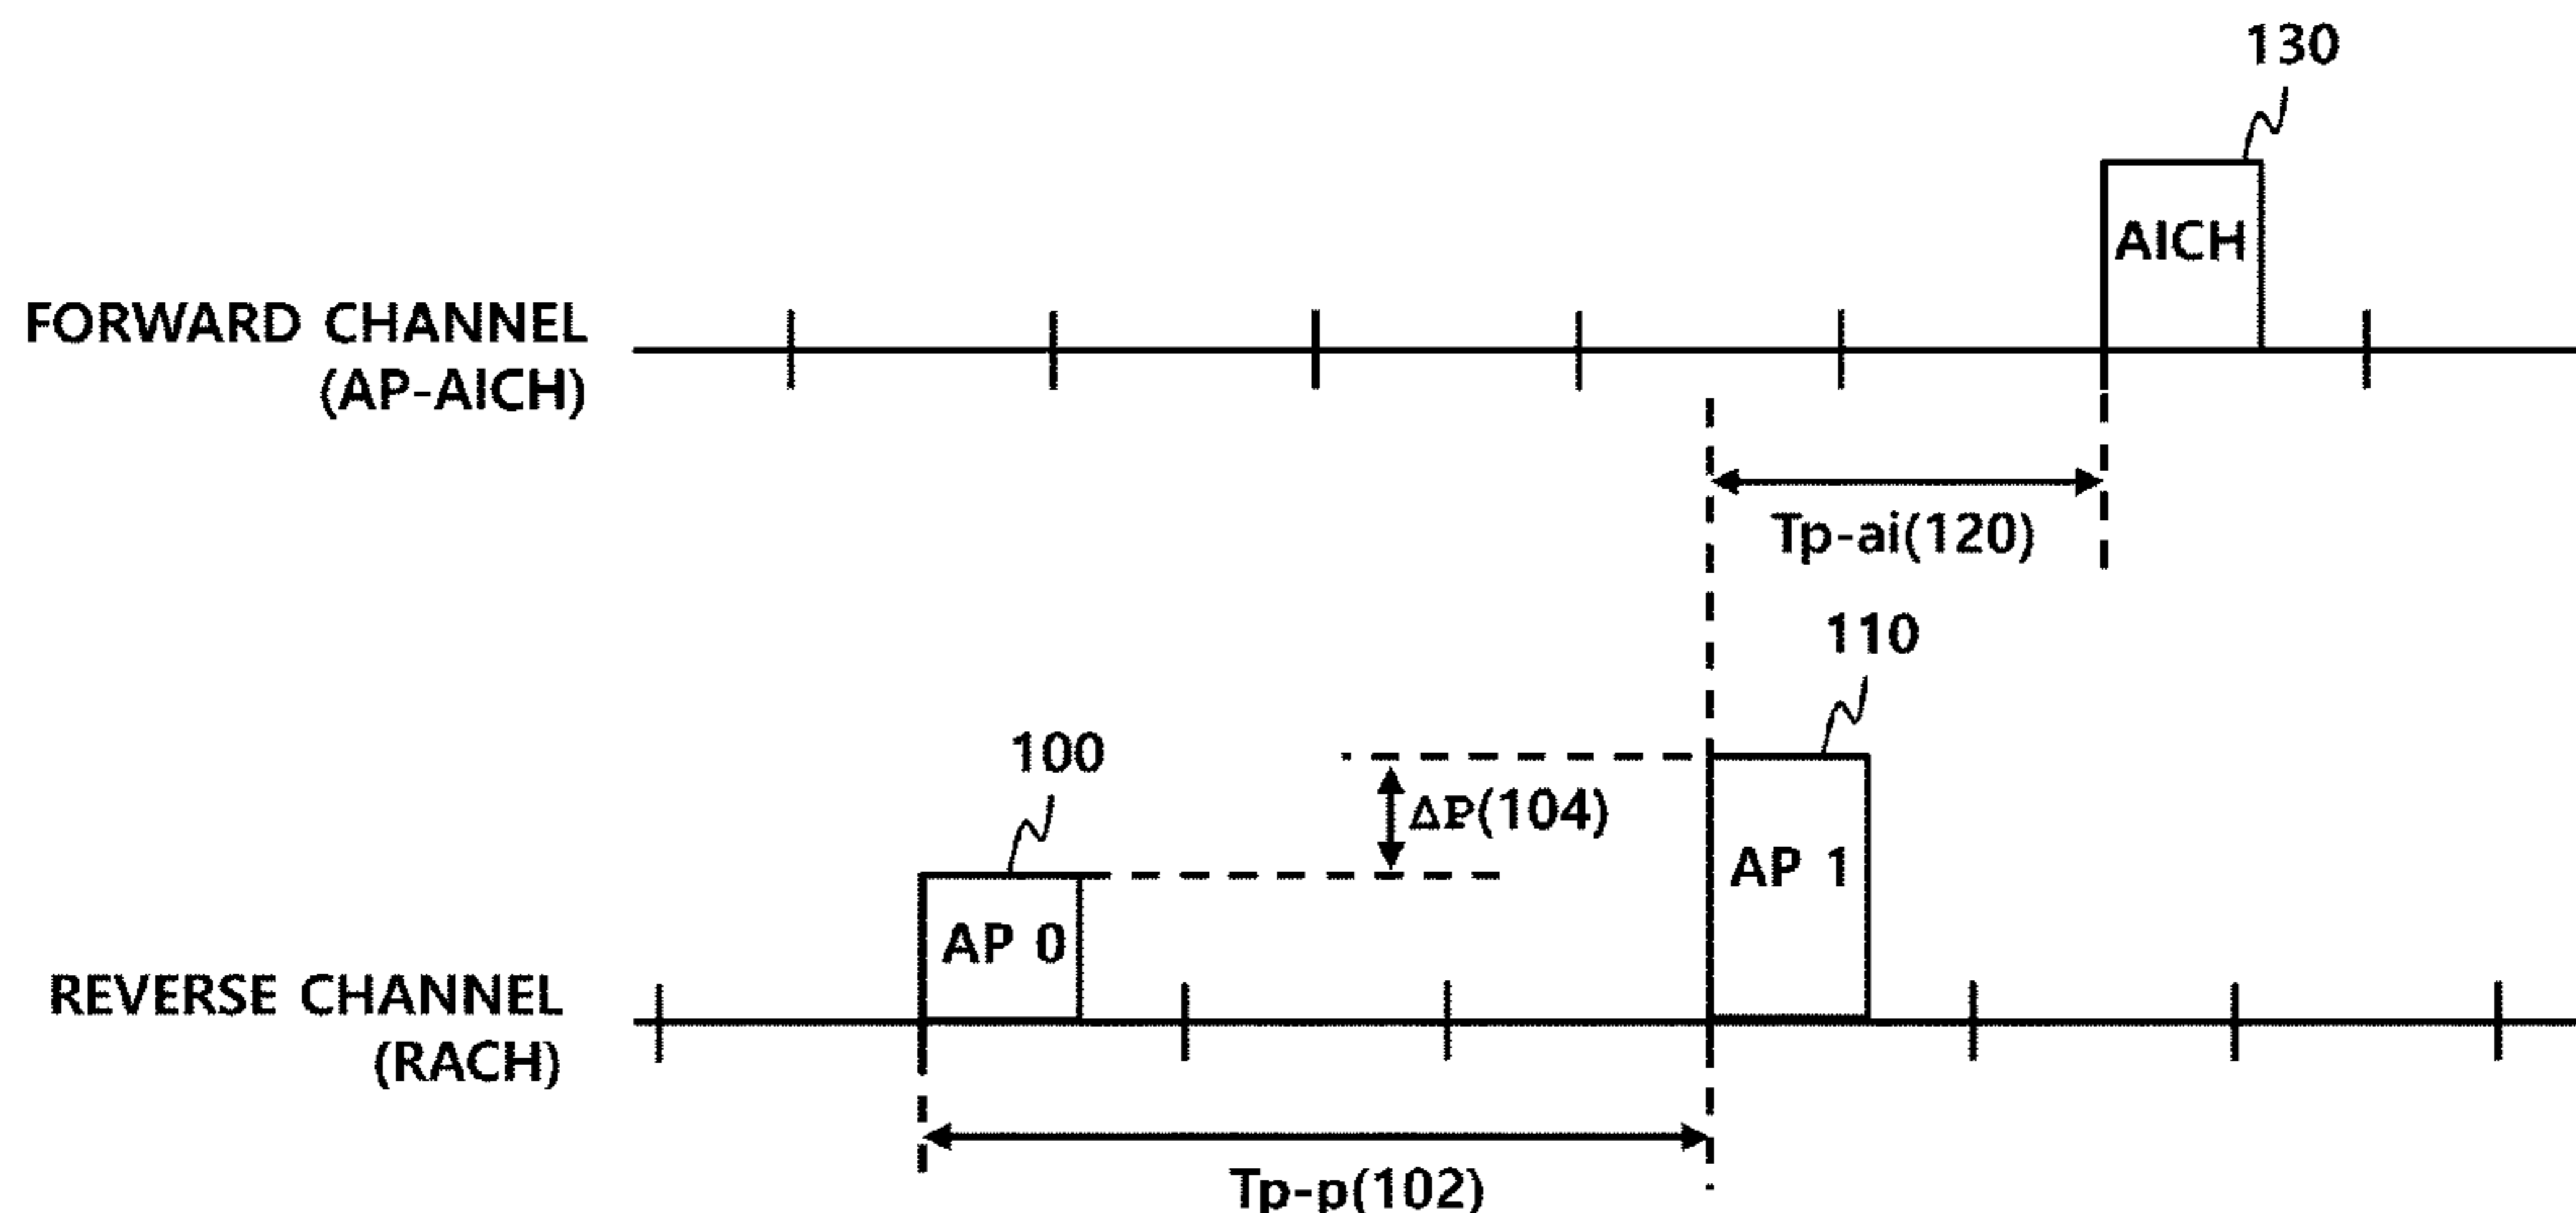 130
AICH
FORWARD CHANNEL
(AP-AICH)
Tp-ai(120)
110
100
ΔP(104)
AP 1
AP 0
REVERSE CHANNEL
(RACH)
Tp-p(102)